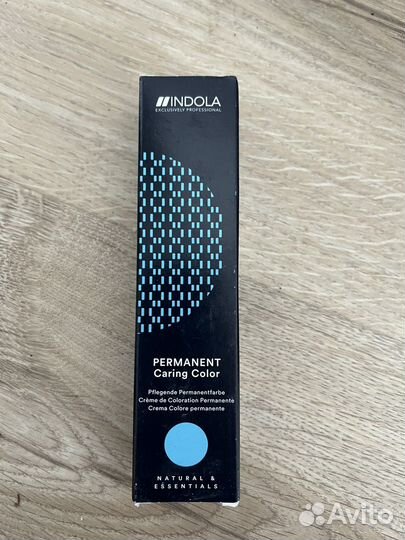 INDOLA
EXCLUSIVELY PROFESSIONAL
PERMANENT
Caring Color
Pflegende Permanentfarbe
Crème de Coloration Permanente
Crema Colore permanente
NATURAL &
ESSENTIALS
Avito